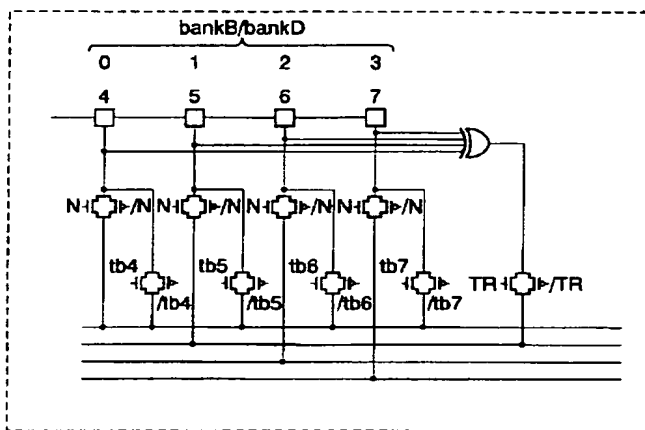 bankB/bankD
0 1 2 3
4 5 6 7
N /N N /N N /N N /N
tb4 tb5 tb6 tb7 TR /TR
/tb4 /tb5 /tb6 /tb7